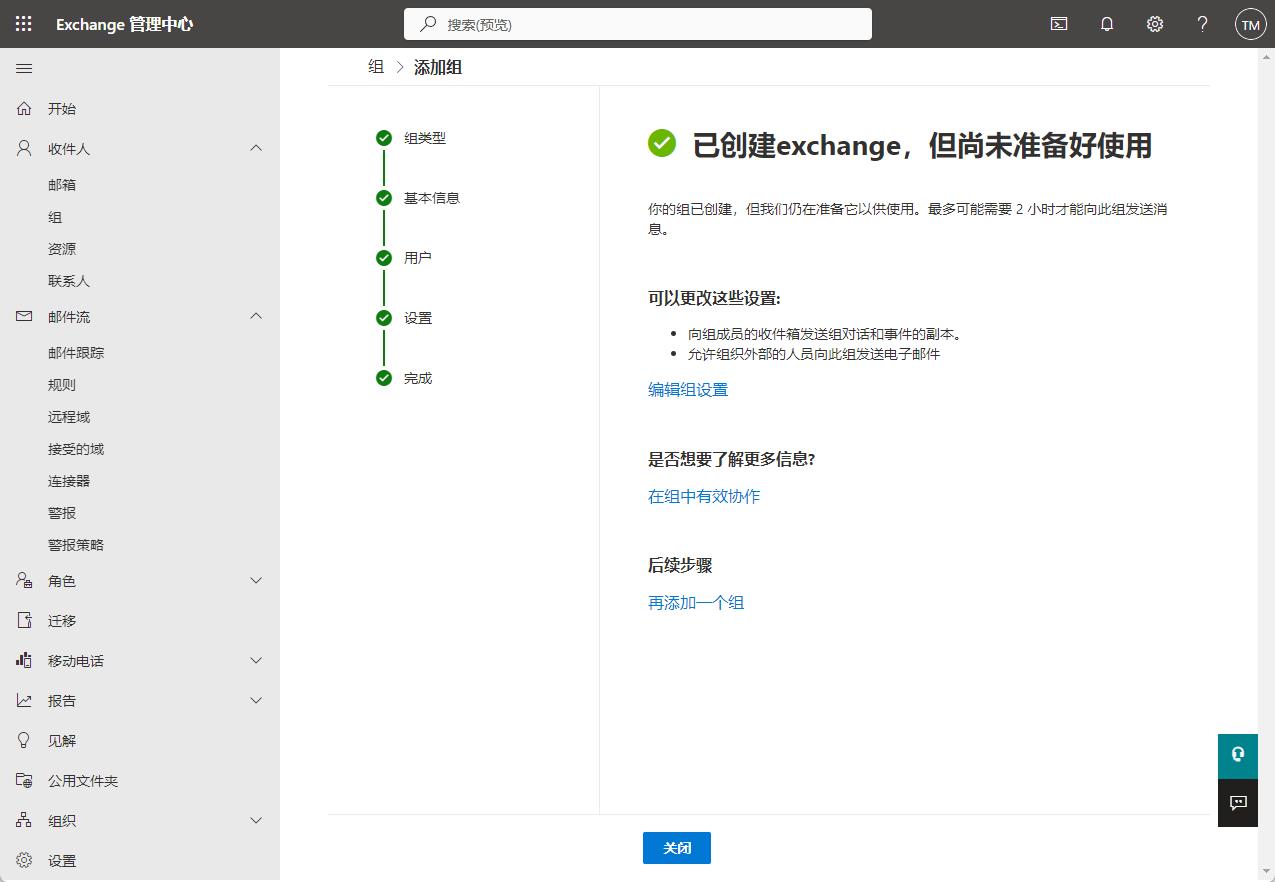 Exchange 管理中心
搜索(预览)
TM
开始
收件人
邮箱
组
资源
联系人
邮件流
邮件跟踪
规则
远程域
接受的域
连接器
警报
警报策略
角色
迁移
移动电话
报告
见解
公用文件夹
组织
设置
组 > 添加组
组类型
基本信息
用户
设置
完成
已创建exchange，但尚未准备好使用
你的组已创建，但我们仍在准备它以供使用。最多可能需要 2 小时才能向此组发送消
息。
可以更改这些设置:
• 向组成员的收件箱发送组对话和事件的副本。
• 允许组织外部的人员向此组发送电子邮件
编辑组设置
是否想要了解更多信息?
在组中有效协作
后续步骤
再添加一个组
关闭